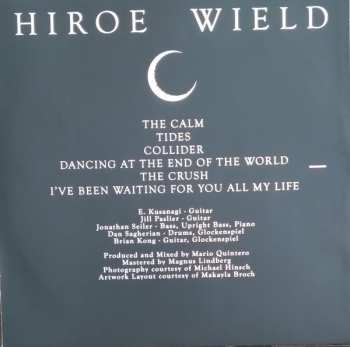 HIROE WIELD
THE CALM
TIDES
COLLIDER
DANCING AT THE END OF THE WORLD
THE CRUSH
I'VE BEEN WAITING FOR YOU ALL MY LIFE
E. Kusanagi - Guitar
Jill Paslier - Guitar
Jonathan Seiler - Bass, Upright Bass, Piano
Dan Sagherian - Drums, Glockenspiel
Brian Kong - Guitar, Glockenspiel
Produced and Mixed by Mario Quintero
Mastered by Magnus Lindberg
Photography courtesy of Michael Hinsch
Artwork Layout courtesy of Makayla Broch